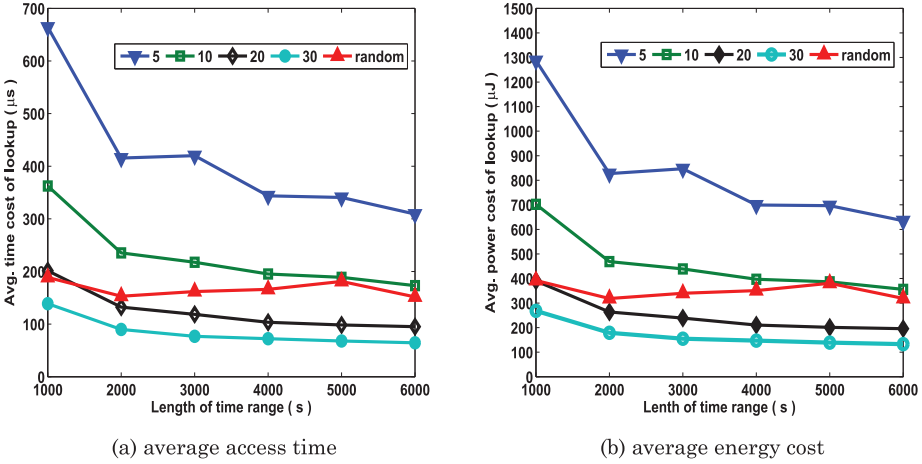 700
600
500
400
300
200
100
0
Avg. time cost of lookup ( μs )
5 10 20 30 random
1000 2000 3000 4000 5000 6000
Length of time range ( s )
(a) average access time
1500
1400
1300
1200
1100
1000
900
800
700
600
500
400
300
200
100
0
Avg. power cost of lookup ( μJ )
5 10 20 30 random
1000 2000 3000 4000 5000 6000
Lenth of time range ( s )
(b) average energy cost